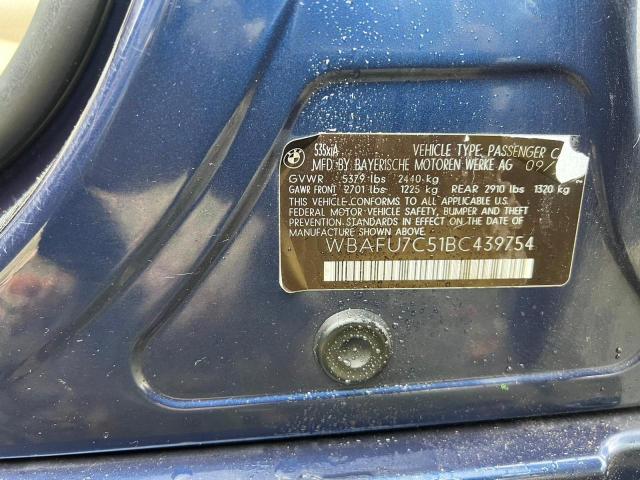 535xiA VEHICLE TYPE: PASSENGER C
MFD BY BAYERISCHE MOTOREN WERKE AG 09/
GVWR 5379 lbs 2440 kg
GAWR FRONT 2701 lbs 1225 kg REAR 2910 lbs 1320 kg
THIS VEHICLE CONFORMS TO ALL APPLICABLE U.S.
FEDERAL MOTOR VEHICLE SAFETY, BUMPER AND THEFT
PREVENTION STANDARDS IN EFFECT ON THE DATE OF
MANUFACTURE SHOWN ABOVE.
WBAFU7C51BC439754